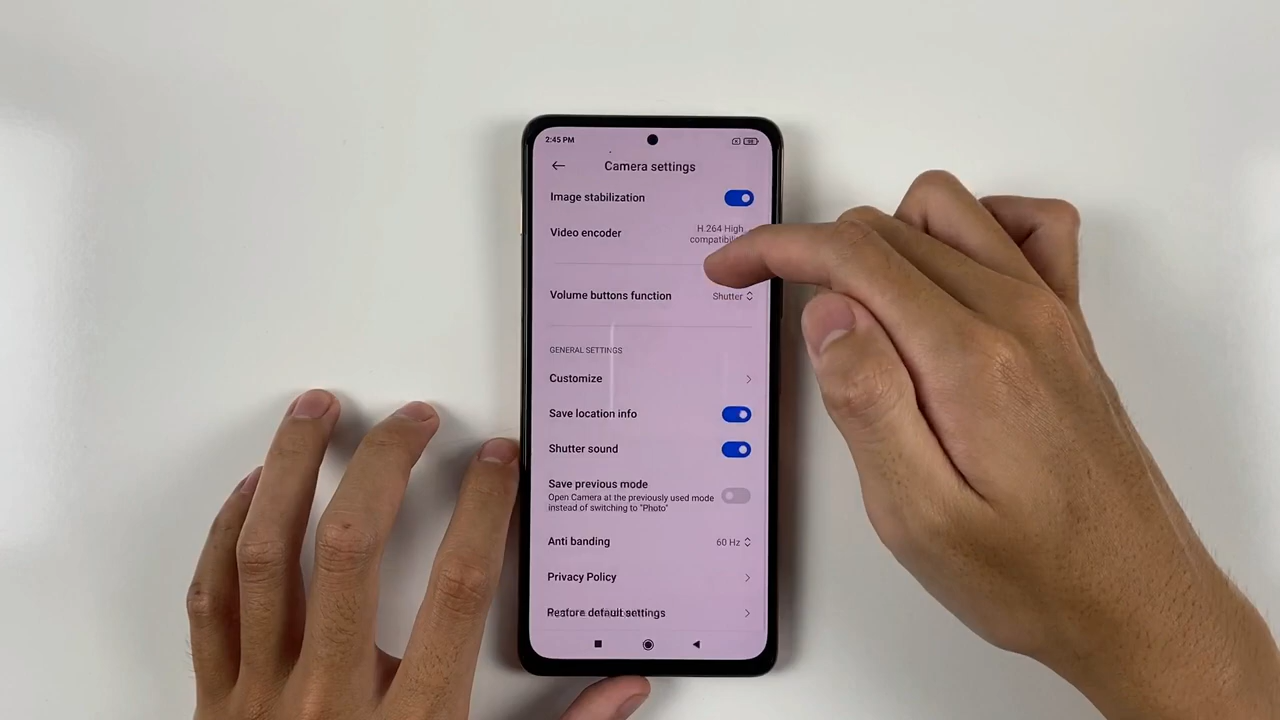 2:45 PM
Camera settings
Image stabilization
Video encoder
H.264 High
Volume buttons function
Shutter
GENERAL SETTINGS
Customize
Save location info
Shutter sound
Save previous mode
Open Camera at the previously used mode
instead of switching to "Photo"
Anti banding
60 Hz
Privacy Policy
Restore default settings